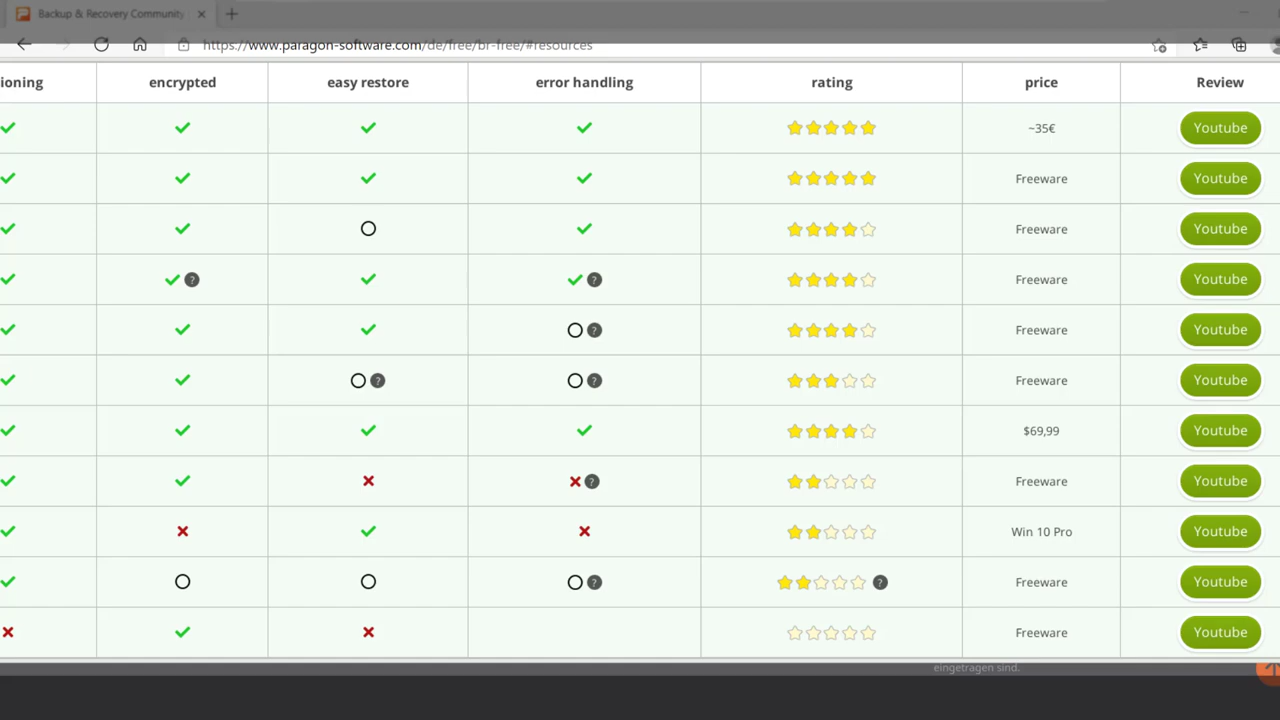 Backup & Recovery Community
https://www.paragon-software.com/de/free/br-free/#resources
ioning encrypted easy restore error handling rating price Review
~35€ Youtube
Freeware Youtube
Freeware Youtube
? ? Freeware Youtube
? Freeware Youtube
? ? Freeware Youtube
$69,99 Youtube
? Freeware Youtube
Win 10 Pro Youtube
? ? Freeware Youtube
Freeware Youtube
eingetragen sind.